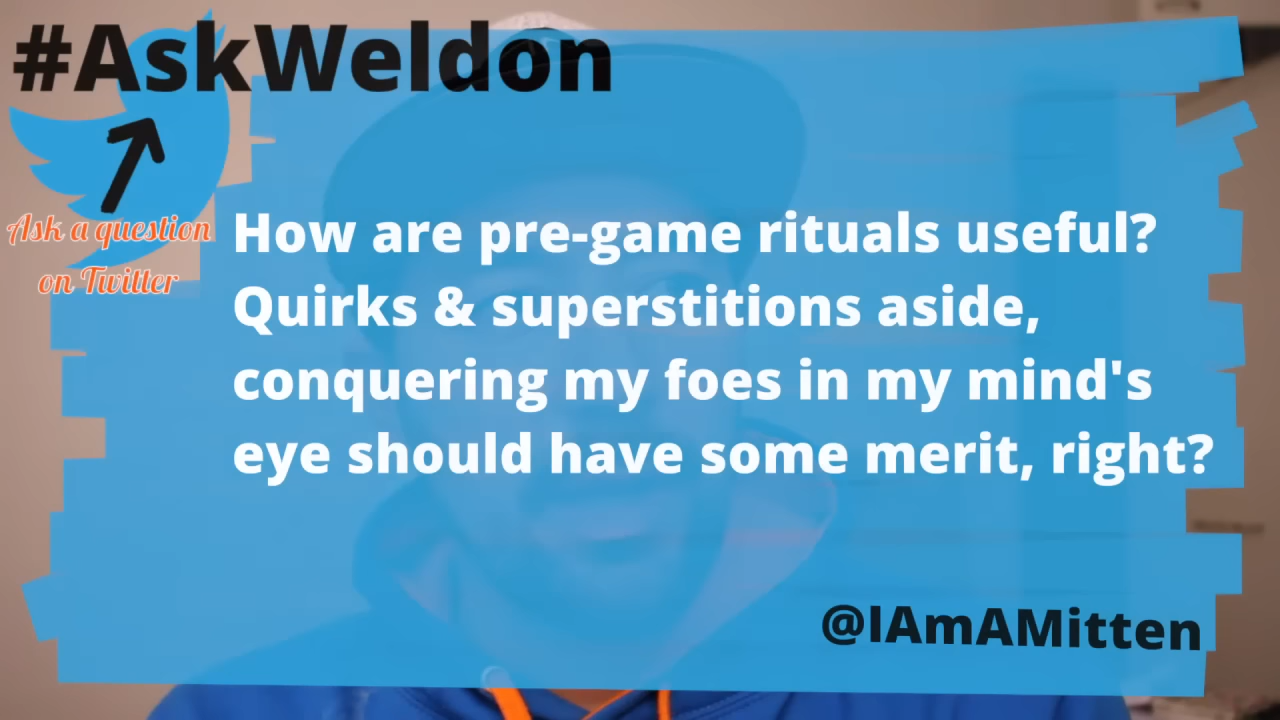 #AskWeldon
Ask a question
on Twitter
How are pre-game rituals useful?
Quirks & superstitions aside,
conquering my foes in my mind's
eye should have some merit, right?
@IAmAMitten